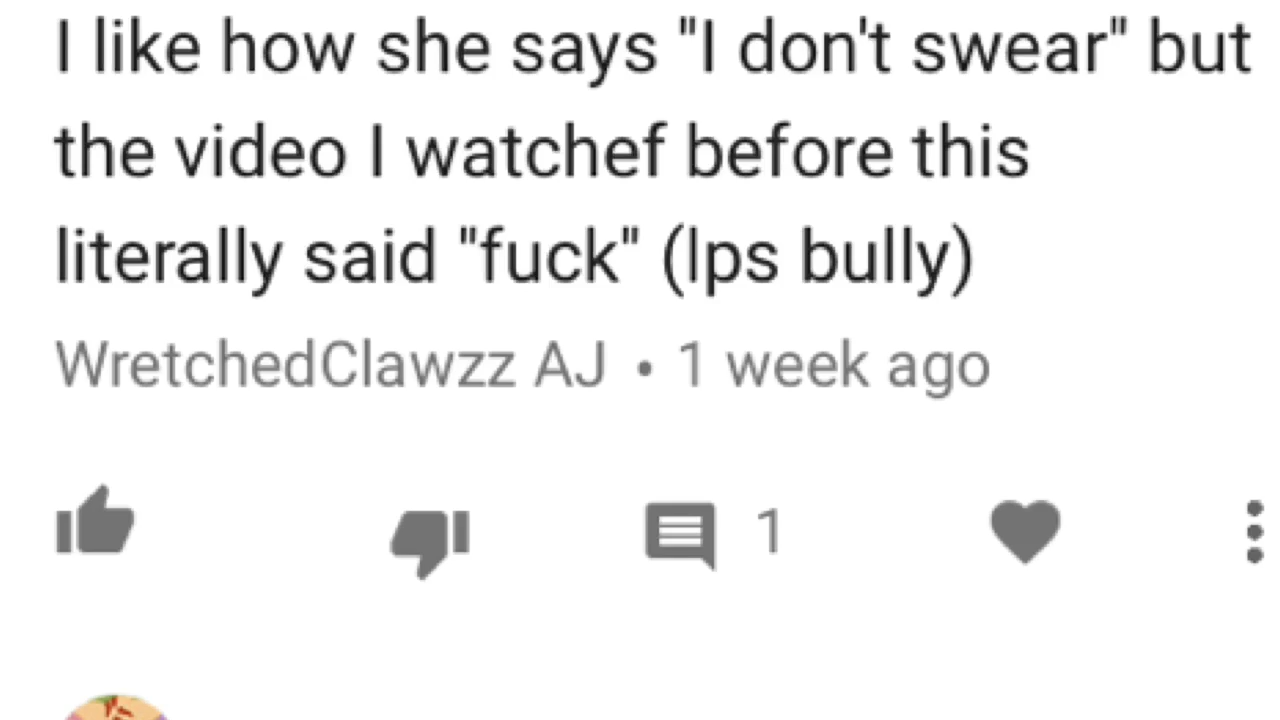 I like how she says "I don't swear" but
the video I watchef before this
literally said "fuck" (lps bully)
WretchedClawzz AJ • 1 week ago
1